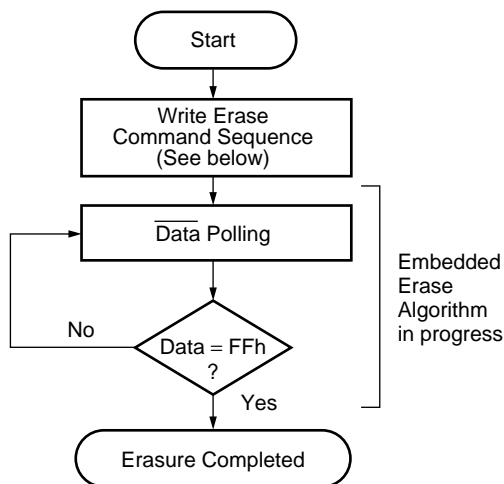 Start
Write Erase
Command Sequence
(See below)
Data Polling
Embedded
Erase
Algorithm
in progress
No
Data = FFh
?
Yes
Erasure Completed